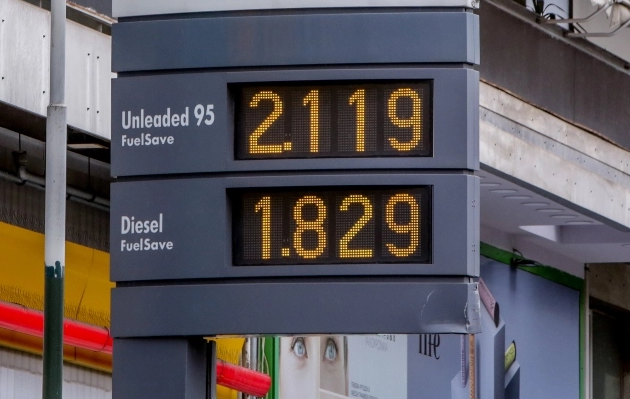 Unleaded 95
FuelSave
2.119
Diesel
FuelSave
1.829